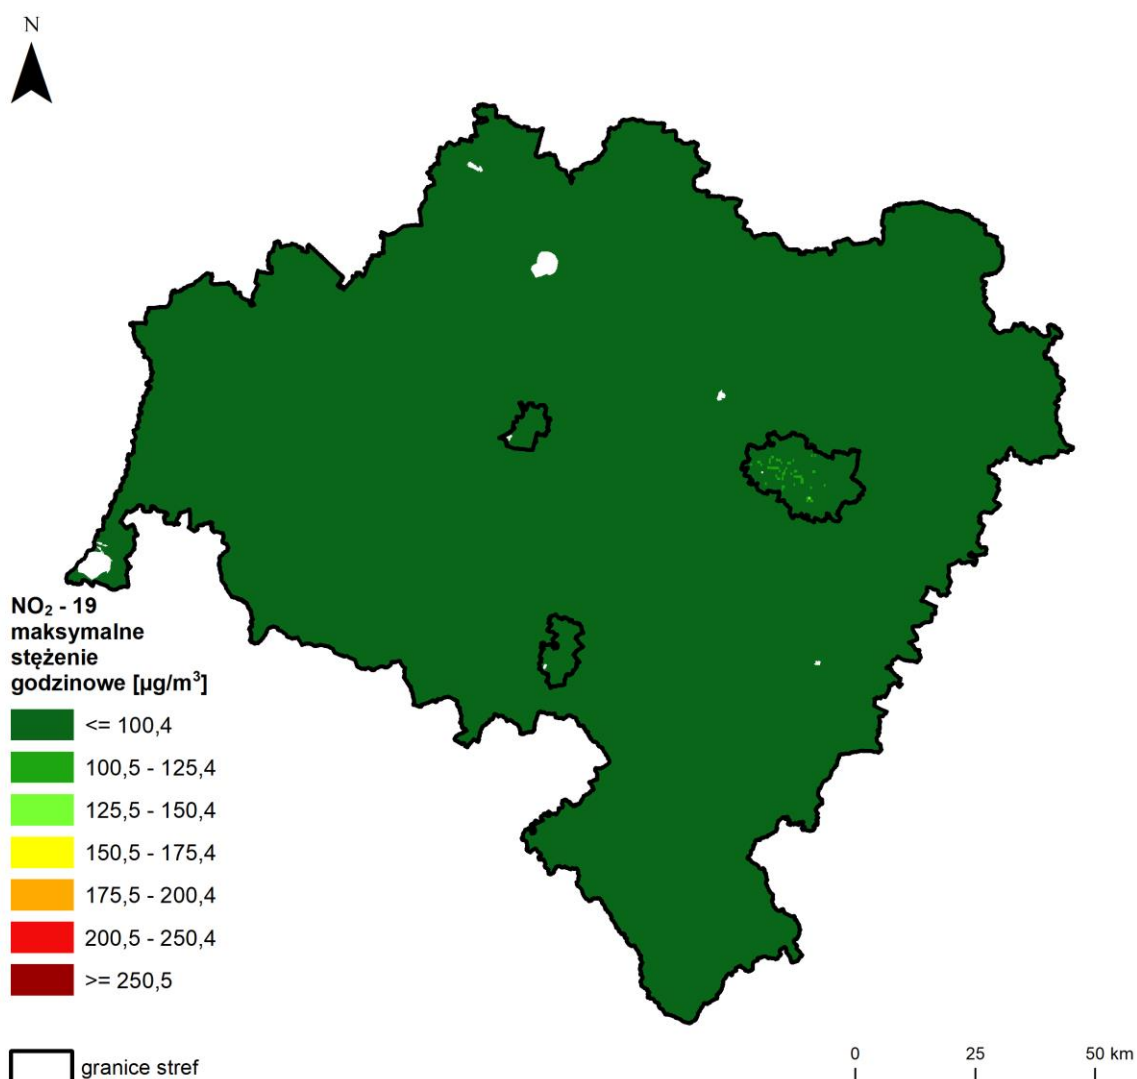 N
NO₂ - 19
maksymalne
stężenie
godzinowe [µg/m³]
<= 100,4
100,5 - 125,4
125,5 - 150,4
150,5 - 175,4
175,5 - 200,4
200,5 - 250,4
>= 250,5
granice stref
0 25 50 km